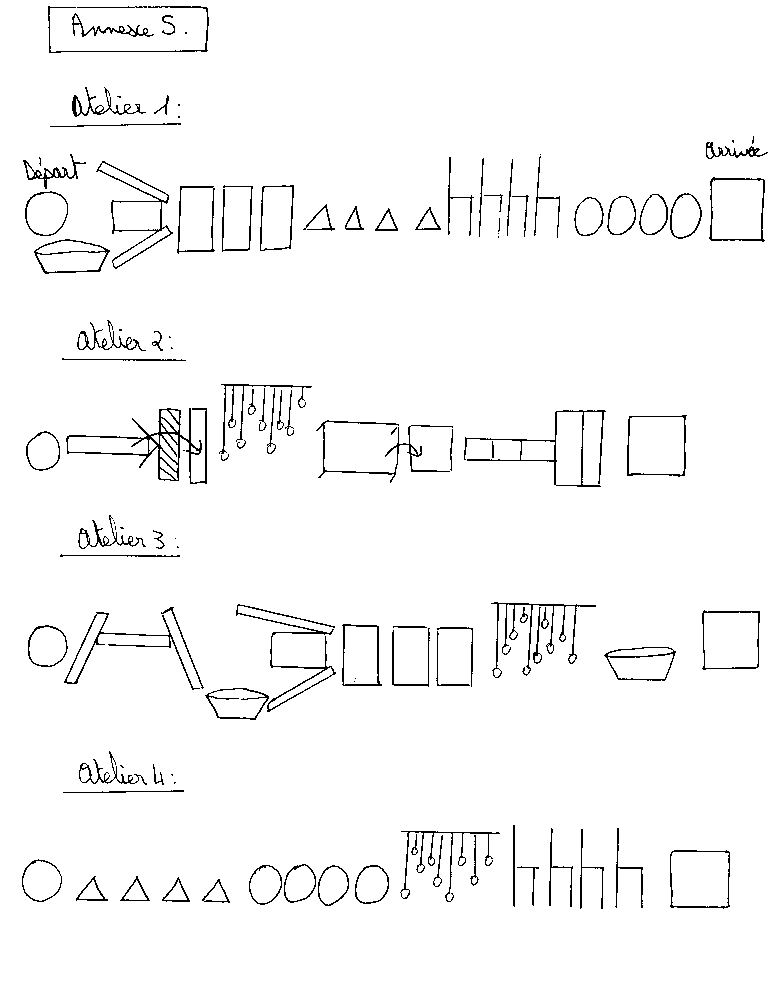 Annexe 5.
Atelier 1:
Départ
Arrivée
Atelier 2:
Atelier 3:
Atelier 4: